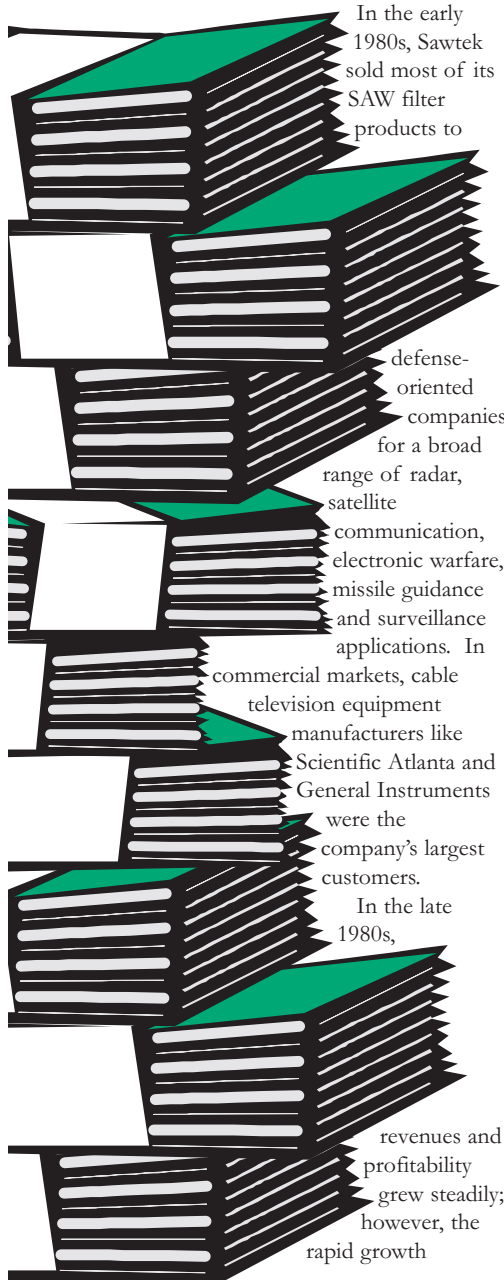 In the early
1980s, Sawtek
sold most of its
SAW filter
products to
defense-
oriented
companies
for a broad
range of radar,
satellite
communication,
electronic warfare,
missile guidance
and surveillance
applications.  In
commercial markets, cable
television equipment
manufacturers like
Scientific Atlanta and
General Instruments
were the
company's largest
customers.
In the late
1980s,
revenues and
profitability
grew steadily;
however, the
rapid growth